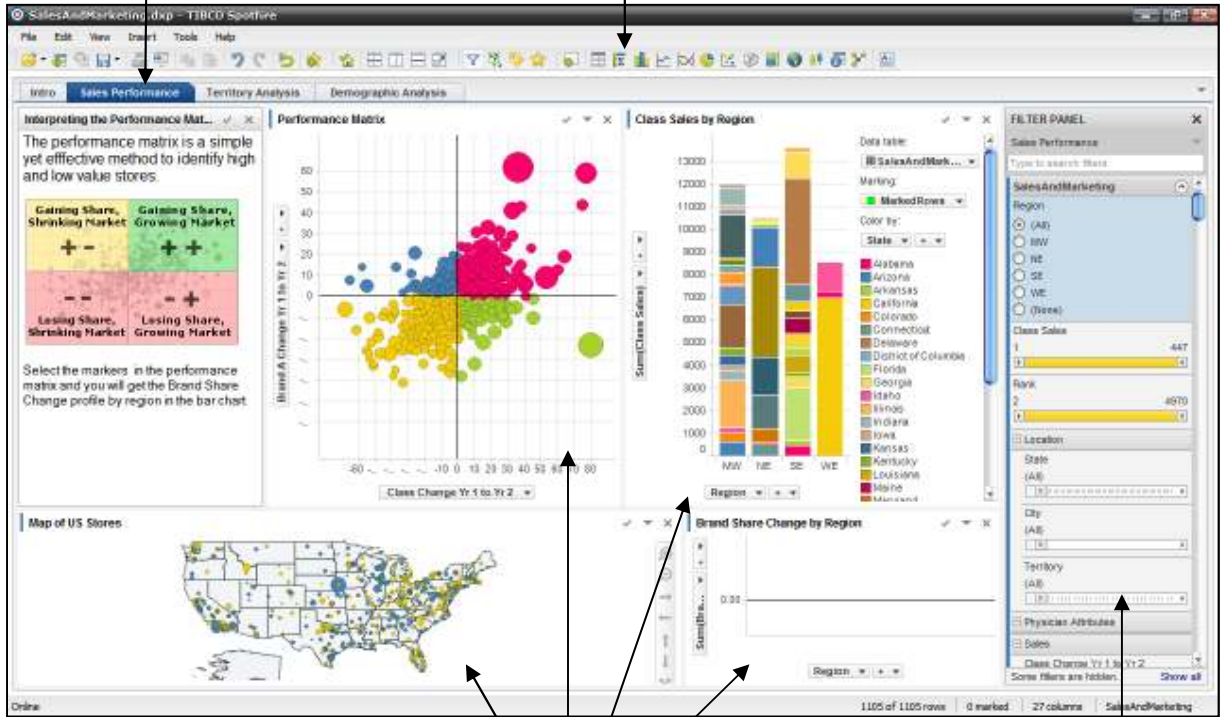 SalesAndMarketing.dxp - TIBCO Spotfire
File Edit View Insert Tools Help
Intro Sales Performance Territory Analysis Demographic Analysis
Interpreting the Performance Mat...
The performance matrix is a simple
yet efffective method to identify high
and low value stores.
Gaining Share,
Shrinking Market
+ -
Gaining Share,
Growing Market
+ +
- -
Losing Share,
Shrinking Market
- +
Losing Share,
Growing Market
Select the markers in the performance
matrix and you will get the Brand Share
Change profile by region in the bar chart.
Performance Matrix
Brand A Change Yr 1 to Yr 2
60
50
40
30
20
10
0
-60 -10 0 10 20 30 40 50 60 70 80
Class Change Yr 1 to Yr 2
Class Sales by Region
Sum(Class Sales)
13000
12000
11000
10000
9000
8000
7000
6000
5000
4000
3000
2000
1000
0
MW NE SE WE
Region
Data table:
SalesAndMark...
Marking:
Marked Rows
Color by:
State
Alabama
Arizona
Arkansas
California
Colorado
Connecticut
Delaware
District of Columbia
Florida
Georgia
Idaho
Illinois
Indiana
Iowa
Kansas
Kentucky
Louisiana
Maine
Maryland
FILTER PANEL
Sales Performance
Type to search filters
SalesAndMarketing
Region
(All)
MW
NE
SE
WE
(None)
Class Sales
1 447
Rank
2 4970
Location
State
(All)
City
(All)
Territory
(All)
Physician Attributes
Sales
Class Change Yr 1 to Yr 2
Some filters are hidden. Show all
Map of US Stores
Brand Share Change by Region
Sum(Bra...
0.00
Region
Online
1105 of 1105 rows 0 marked 27 columns SalesAndMarketing